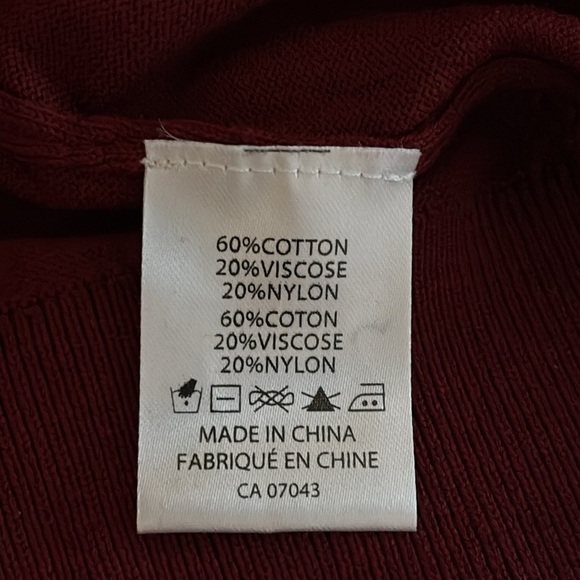 60%COTTON
20%VISCOSE
20%NYLON
60%COTON
20%VISCOSE
20%NYLON
MADE IN CHINA
FABRIQUÉ EN CHINE
CA 07043